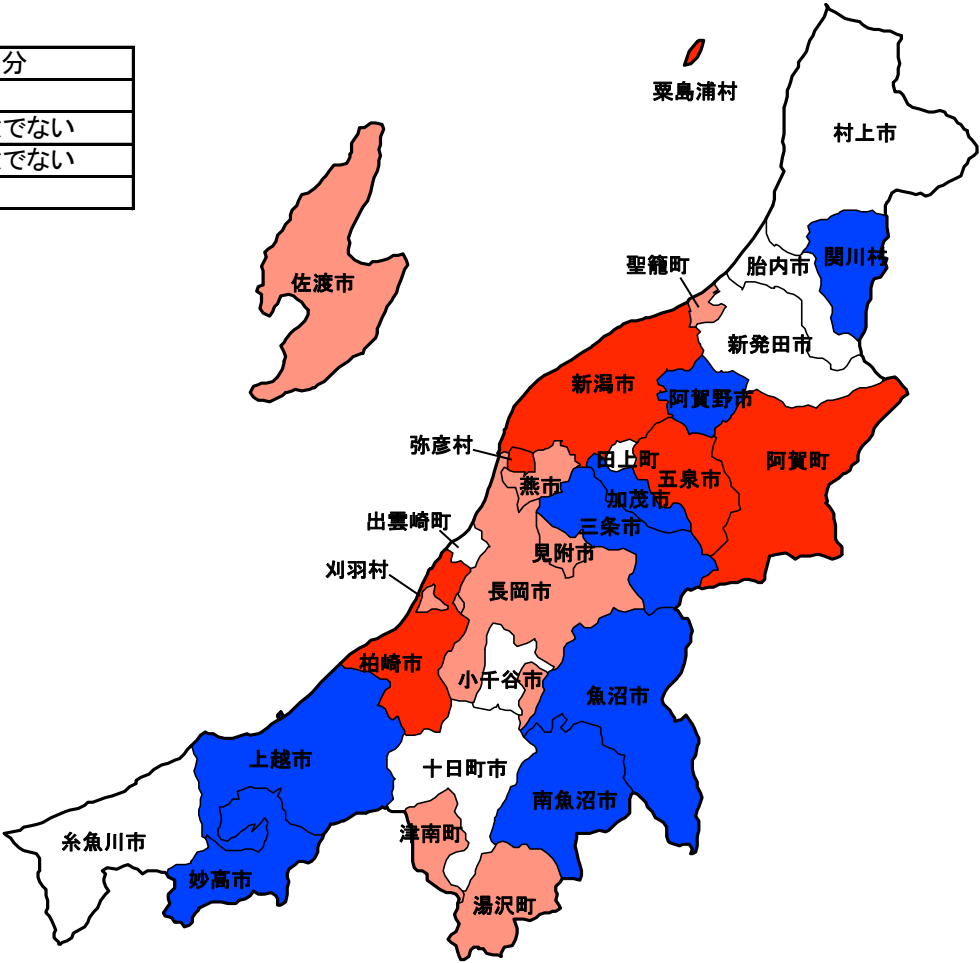 分
でない
でない
粟島浦村
村上市
関川村
胎内市
聖籠町
佐渡市
新発田市
新潟市
阿賀野市
弥彦村
田上町
阿賀町
五泉市
燕市
加茂市
出雲崎町
三条市
見附市
刈羽村
長岡市
柏崎市
小千谷市
魚沼市
上越市
十日町市
南魚沼市
津南町
糸魚川市
妙高市
湯沢町